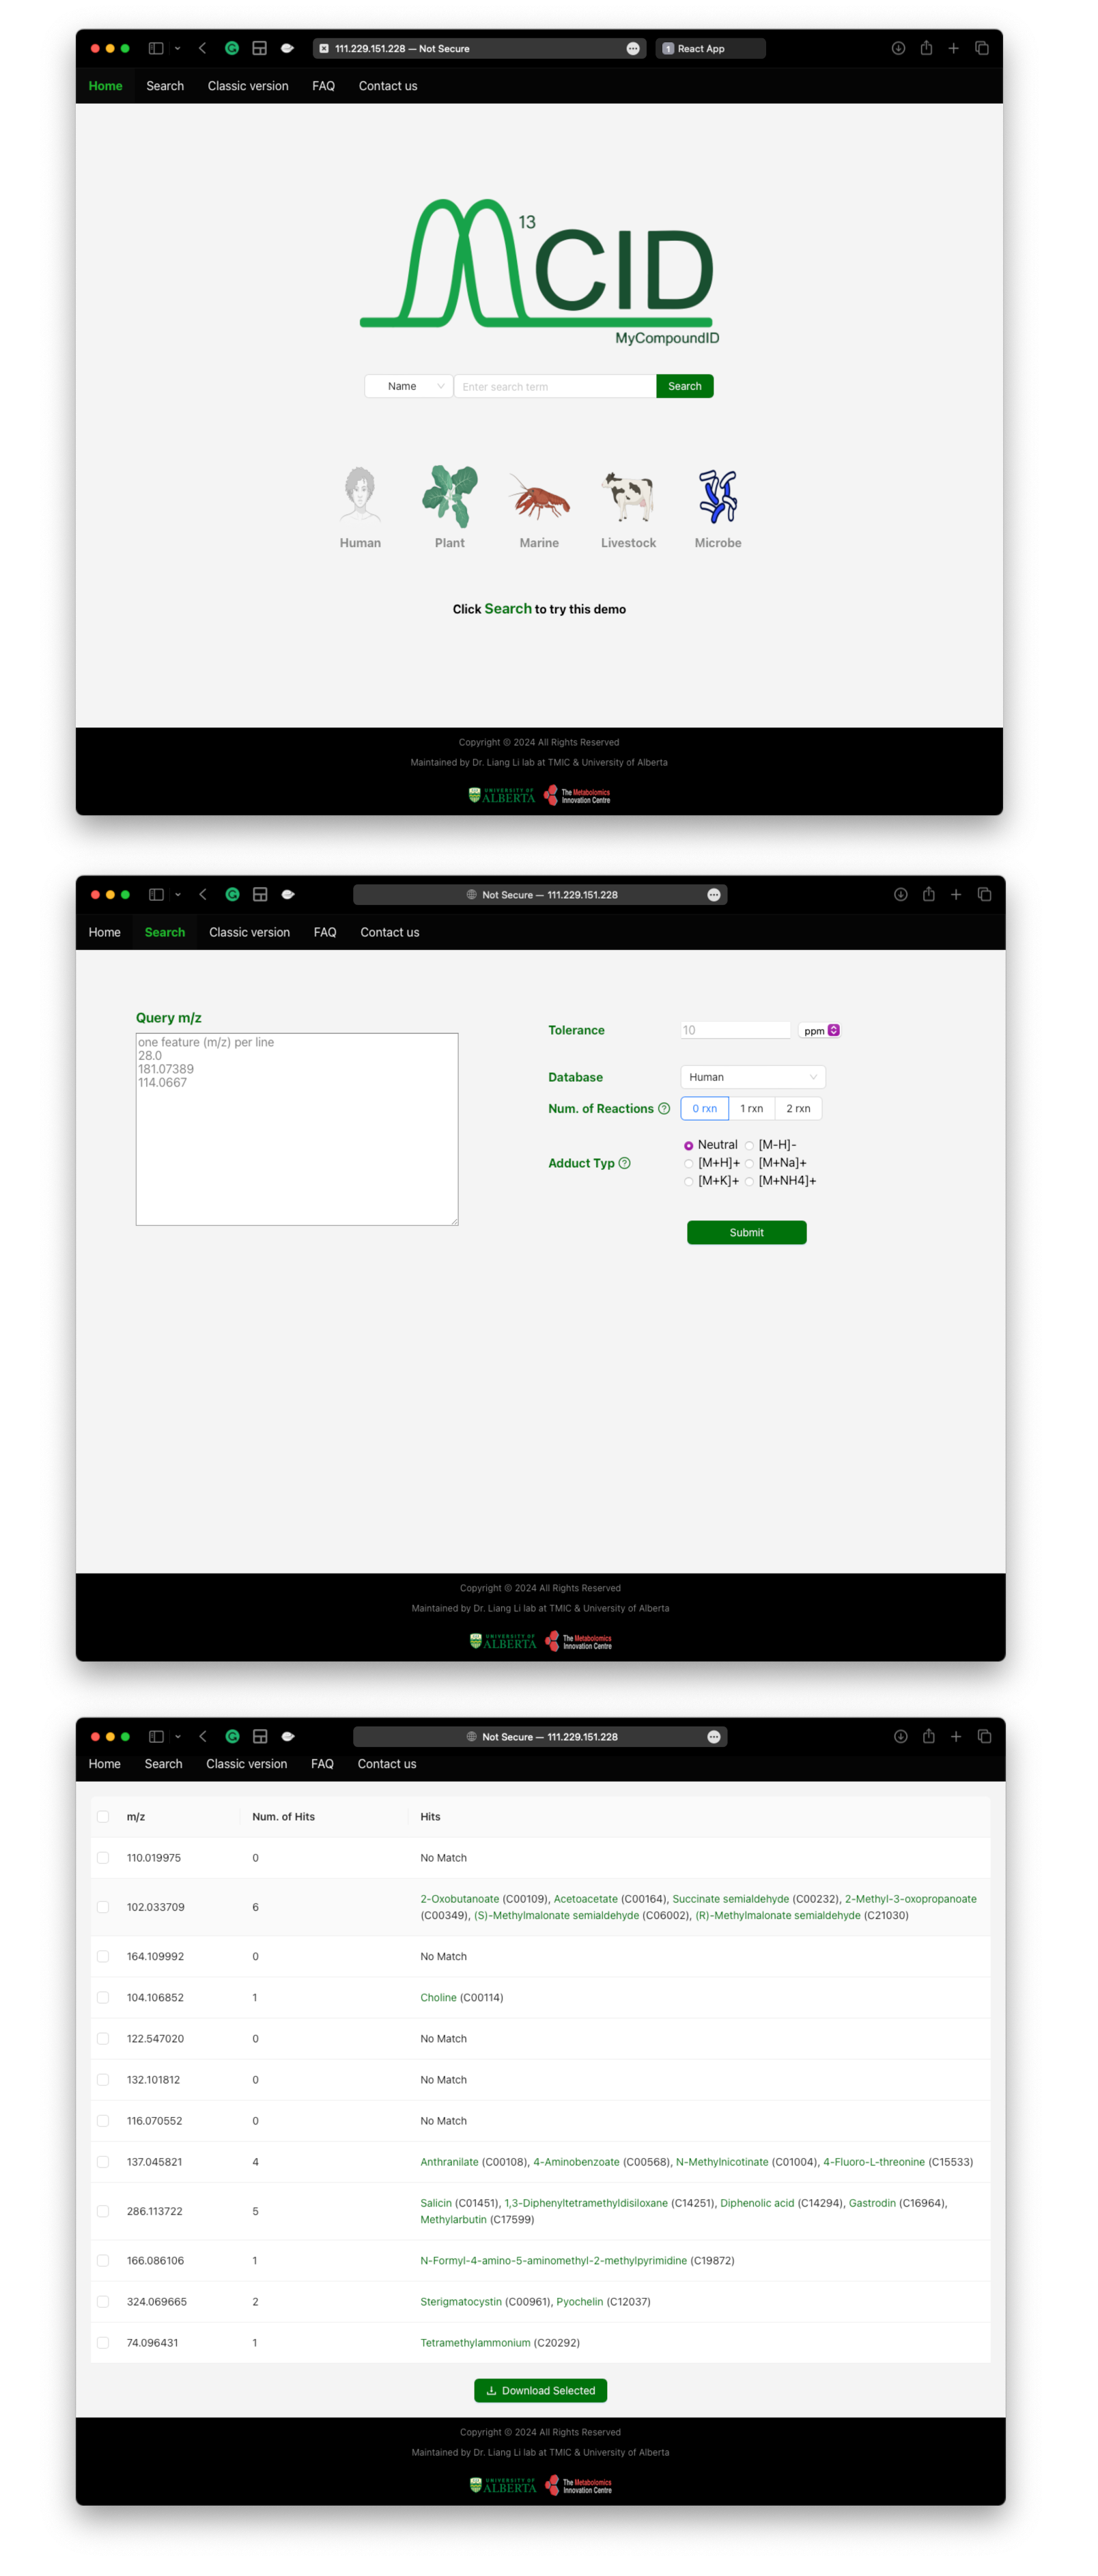 111.229.151.228 — Not Secure
1 React App
Home Search Classic version FAQ Contact us
13
CID
MyCompoundID
Name Enter search term Search
Human Plant Marine Livestock Microbe
Click Search to try this demo
Copyright © 2024 All Rights Reserved
Maintained by Dr. Liang Li lab at TMIC & University of Alberta
UNIVERSITY OF
ALBERTA
The Metabolomics
Innovation Centre
Not Secure — 111.229.151.228
Home Search Classic version FAQ Contact us
Query m/z
one feature (m/z) per line
28.0
181.07389
114.0667
Tolerance 10 ppm
Database Human
Num. of Reactions ? 0 rxn 1 rxn 2 rxn
Adduct Typ ?
Neutral [M-H]-
[M+H]+ [M+Na]+
[M+K]+ [M+NH4]+
Submit
Copyright © 2024 All Rights Reserved
Maintained by Dr. Liang Li lab at TMIC & University of Alberta
UNIVERSITY OF
ALBERTA
The Metabolomics
Innovation Centre
Not Secure — 111.229.151.228
Home Search Classic version FAQ Contact us
m/z Num. of Hits Hits
110.019975 0 No Match
102.033709 6 2-Oxobutanoate (C00109), Acetoacetate (C00164), Succinate semialdehyde (C00232), 2-Methyl-3-oxopropanoate
(C00349), (S)-Methylmalonate semialdehyde (C06002), (R)-Methylmalonate semialdehyde (C21030)
164.109992 0 No Match
104.106852 1 Choline (C00114)
122.547020 0 No Match
132.101812 0 No Match
116.070552 0 No Match
137.045821 4 Anthranilate (C00108), 4-Aminobenzoate (C00568), N-Methylnicotinate (C01004), 4-Fluoro-L-threonine (C15533)
286.113722 5 Salicin (C01451), 1,3-Diphenyltetramethyldisiloxane (C14251), Diphenolic acid (C14294), Gastrodin (C16964),
Methylarbutin (C17599)
166.086106 1 N-Formyl-4-amino-5-aminomethyl-2-methylpyrimidine (C19872)
324.069665 2 Sterigmatocystin (C00961), Pyochelin (C12037)
74.096431 1 Tetramethylammonium (C20292)
Download Selected
Copyright © 2024 All Rights Reserved
Maintained by Dr. Liang Li lab at TMIC & University of Alberta
UNIVERSITY OF
ALBERTA
The Metabolomics
Innovation Centre